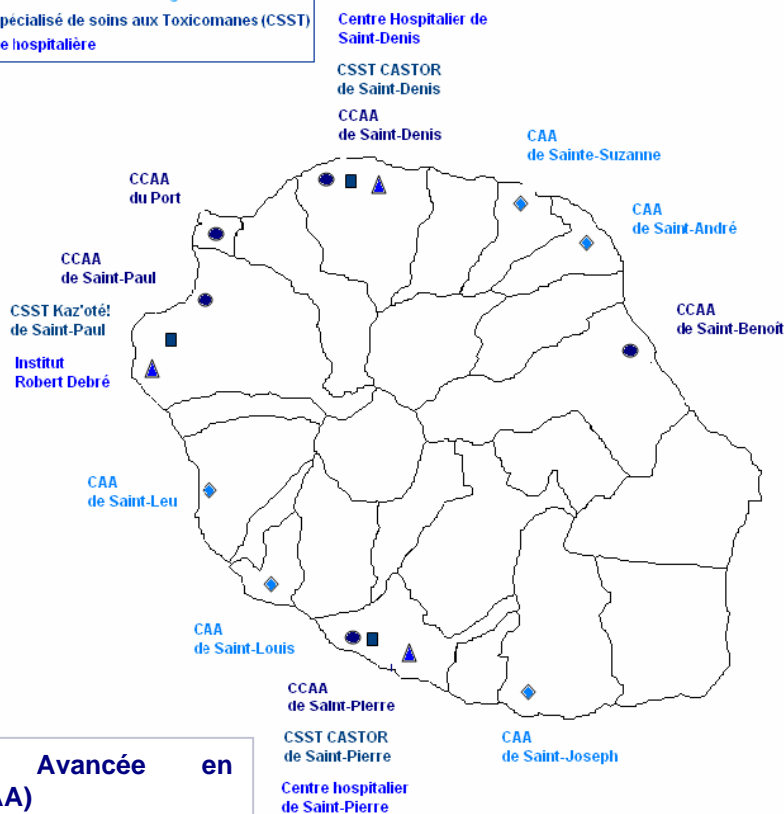 pécialisé de soins aux Toxicomanes (CSST)
e hospitalière
Centre Hospitalier de
Saint-Denis
CSST CASTOR
de Saint-Denis
CCAA
de Saint-Denis
CAA
de Sainte-Suzanne
CCAA
du Port
CAA
de Saint-André
CCAA
de Saint-Paul
CSST Kaz'oté!
de Saint-Paul
Institut
Robert Debré
CCAA
de Saint-Benoît
CAA
de Saint-Leu
CAA
de Saint-Louis
CCAA
de Saint-Pierre
CSST CASTOR
de Saint-Pierre
Centre hospitalier
de Saint-Pierre
CAA
de Saint-Joseph
Avancée en
AA)